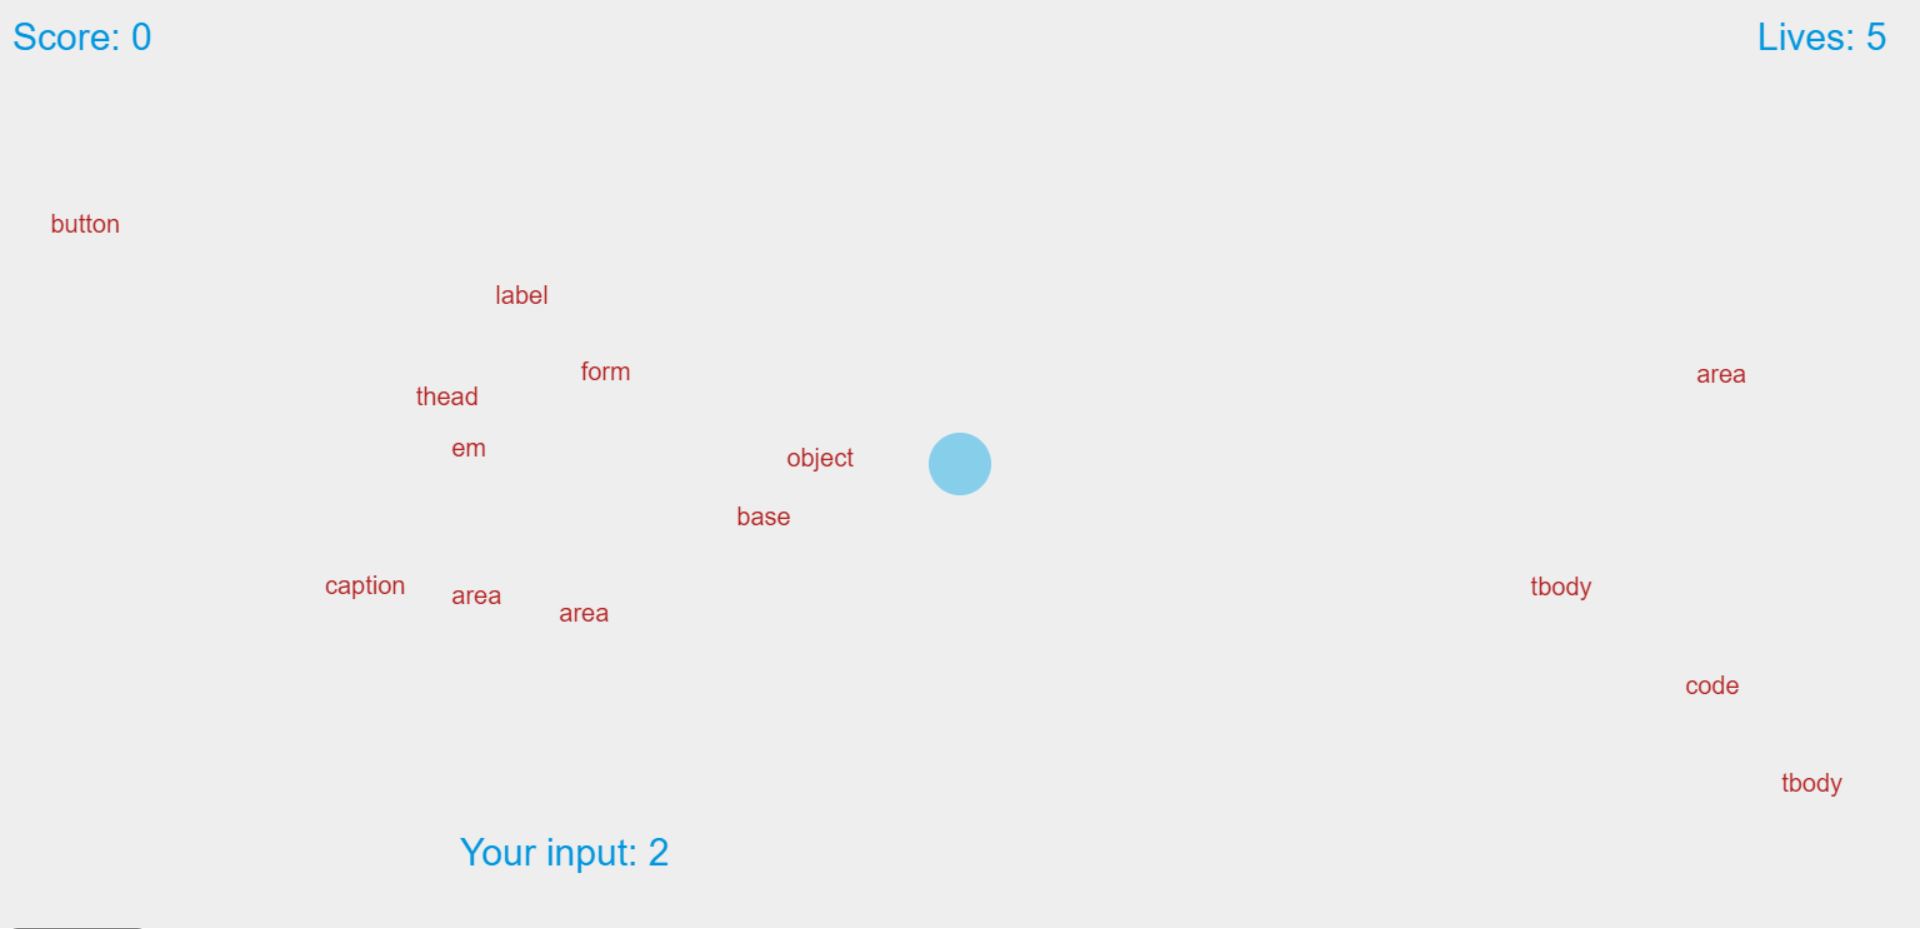 Score: 0
Lives: 5
button
label
form
area
thead
em
object
base
caption
area
area
tbody
code
tbody
Your input: 2